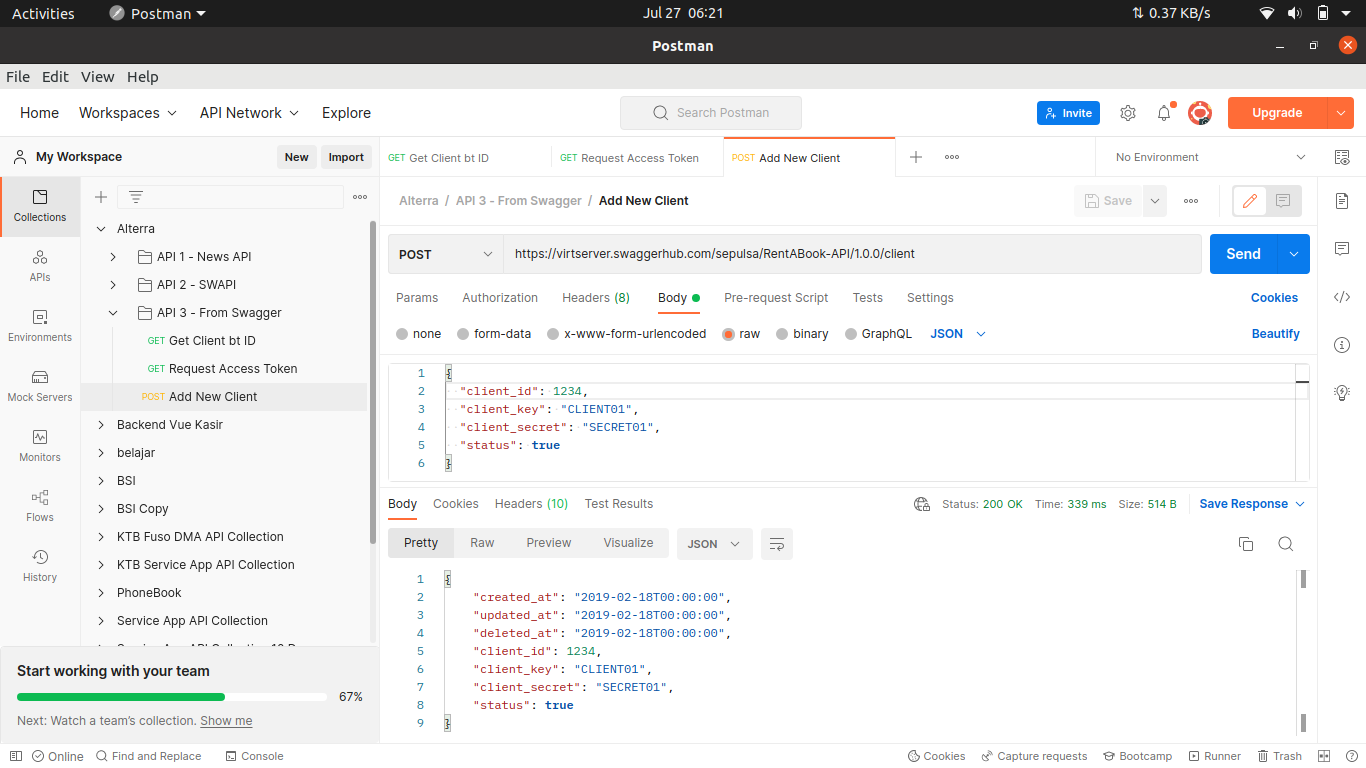 Activities Postman Jul 27 06:21 0.37 KB/s
Postman
File Edit View Help
Home Workspaces API Network Explore Search Postman Invite Upgrade
My Workspace New Import
GET Get Client bt ID GET Request Access Token POST Add New Client No Environment
Collections
APIs
Environments
Mock Servers
Monitors
Flows
History
Alterra
API 1 - News API
API 2 - SWAPI
API 3 - From Swagger
GET Get Client bt ID
GET Request Access Token
POST Add New Client
Backend Vue Kasir
belajar
BSI
BSI Copy
KTB Fuso DMA API Collection
KTB Service App API Collection
PhoneBook
Service App API Collection
Start working with your team
67%
Next: Watch a team's collection. Show me
Alterra / API 3 - From Swagger / Add New Client Save
POST https://virtserver.swaggerhub.com/sepulsa/RentABook-API/1.0.0/client Send
Params Authorization Headers (8) Body Pre-request Script Tests Settings Cookies
none form-data x-www-form-urlencoded raw binary GraphQL JSON Beautify
1 {
2 "client_id": 1234,
3 "client_key": "CLIENT01",
4 "client_secret": "SECRET01",
5 "status": true
6 }
Body Cookies Headers (10) Test Results Status: 200 OK Time: 339 ms Size: 514 B Save Response
Pretty Raw Preview Visualize JSON
1 {
2 "created_at": "2019-02-18T00:00:00",
3 "updated_at": "2019-02-18T00:00:00",
4 "deleted_at": "2019-02-18T00:00:00",
5 "client_id": 1234,
6 "client_key": "CLIENT01",
7 "client_secret": "SECRET01",
8 "status": true
9 }
Online Find and Replace Console Cookies Capture requests Bootcamp Runner Trash